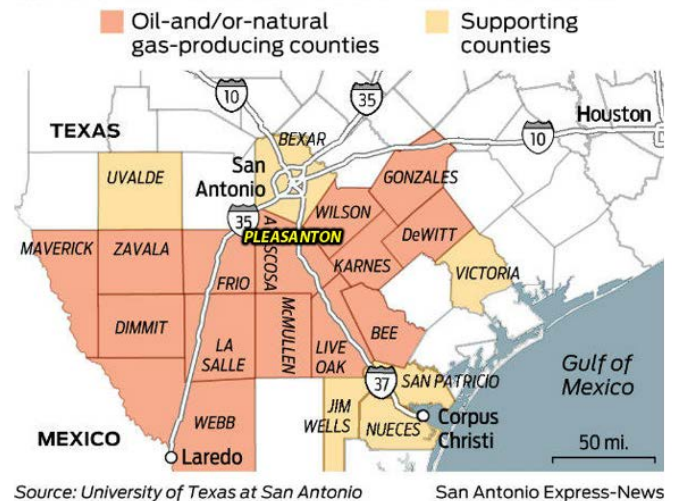 Oil-and/or-natural
gas-producing counties
Supporting
counties
10
35
Houston
TEXAS
BEXAR
10
UVALDE
San
Antonio
GONZALES
35
WILSON
PLEASANTON
DeWITT
MAVERICK
ZAVALA
ATASCOSA
FRIO
KARNES
VICTORIA
DIMMIT
McMULLEN
LA
SALLE
LIVE
OAK
BEE
Gulf of
Mexico
37
SAN PATRICIO
WEBB
JIM
WELLS
NUECES
Corpus
Christi
MEXICO
Laredo
50 mi.
Source: University of Texas at San Antonio
San Antonio Express-News